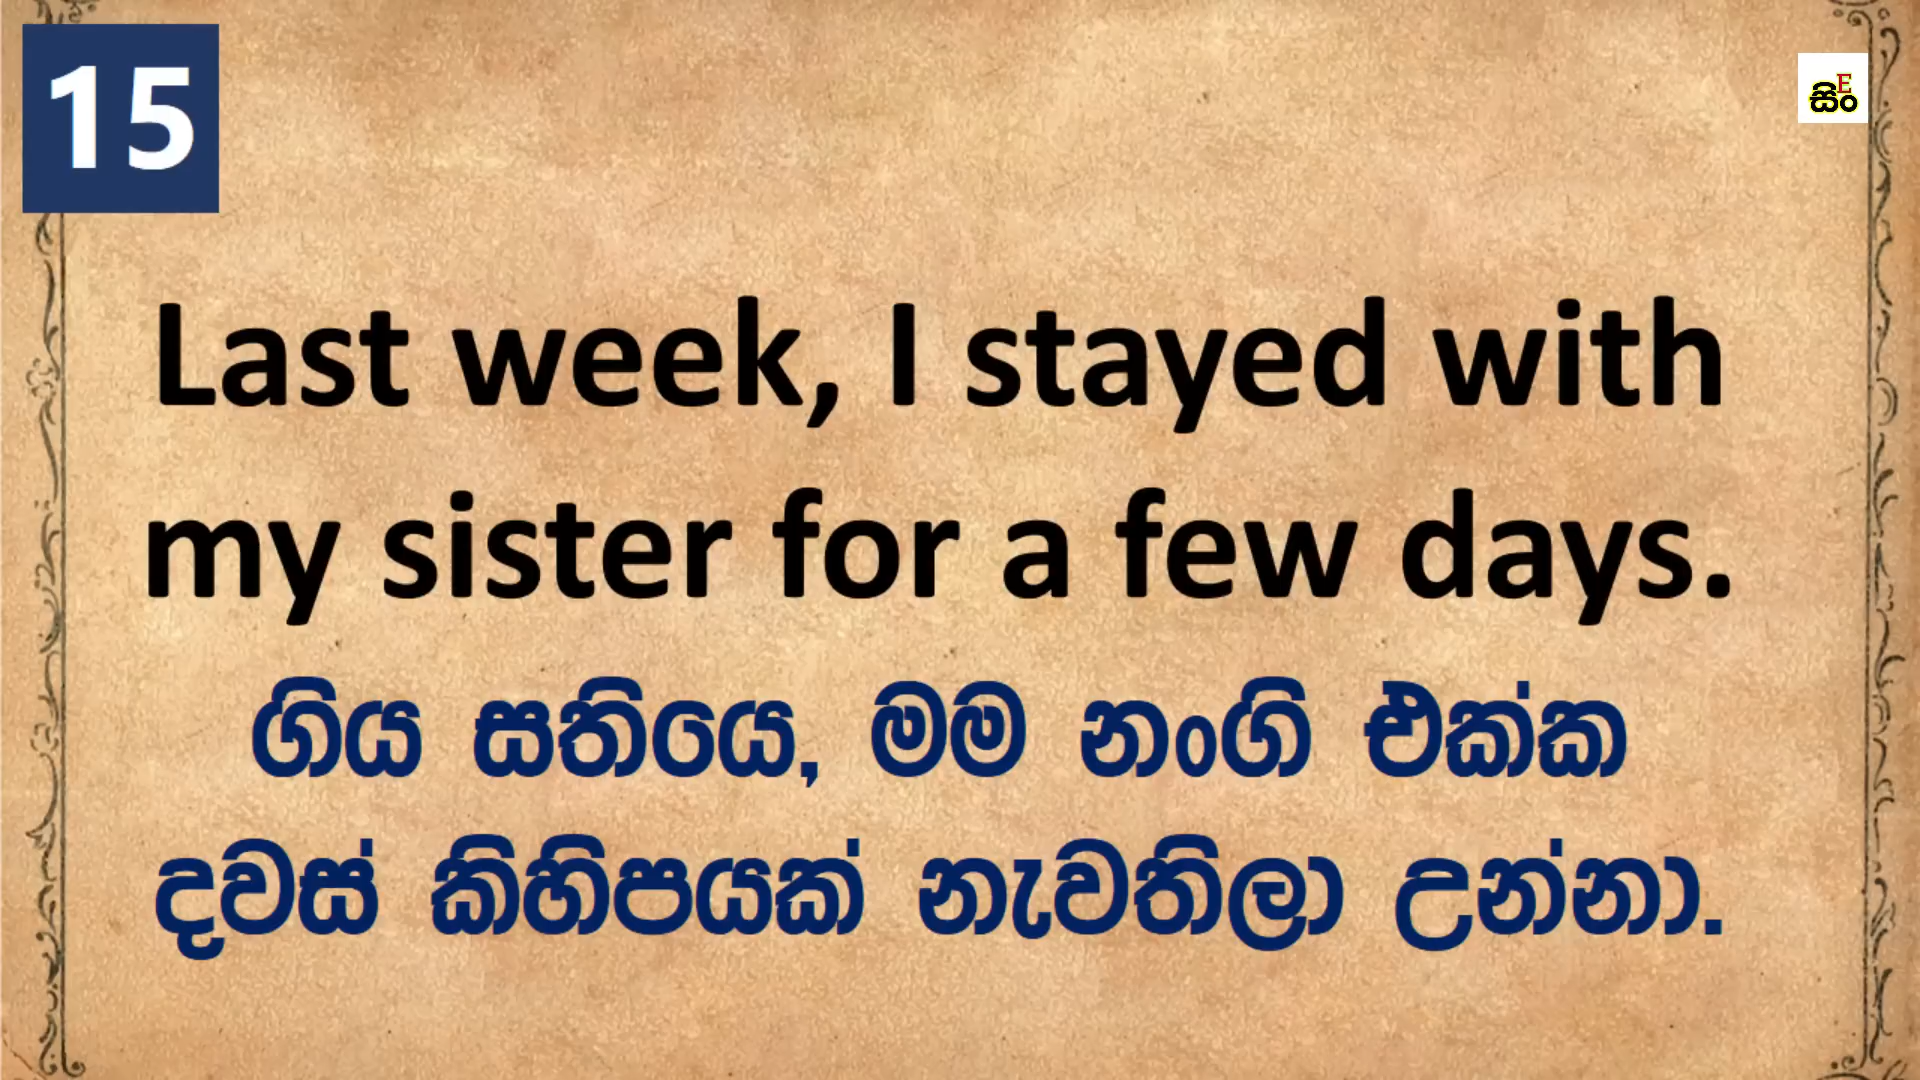 15
E
සිං
Last week, I stayed with
my sister for a few days.
ගිය සතියෙ, මම නංගි එක්ක
දවස් කිහිපයක් නැවතිලා උන්නා.